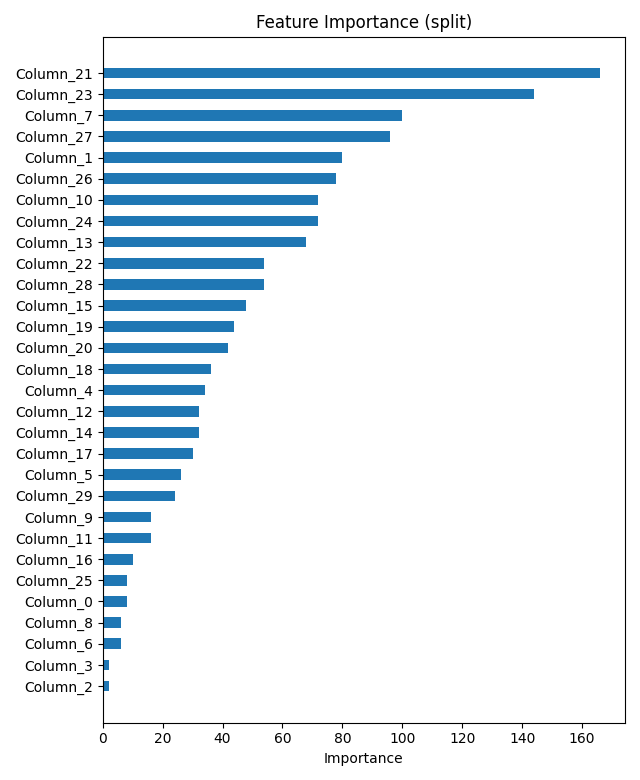 Feature Importance (split)
Column_21
Column_23
Column_7
Column_27
Column_1
Column_26
Column_10
Column_24
Column_13
Column_22
Column_28
Column_15
Column_19
Column_20
Column_18
Column_4
Column_12
Column_14
Column_17
Column_5
Column_29
Column_9
Column_11
Column_16
Column_25
Column_0
Column_8
Column_6
Column_3
Column_2
0 20 40 60 80 100 120 140 160
Importance